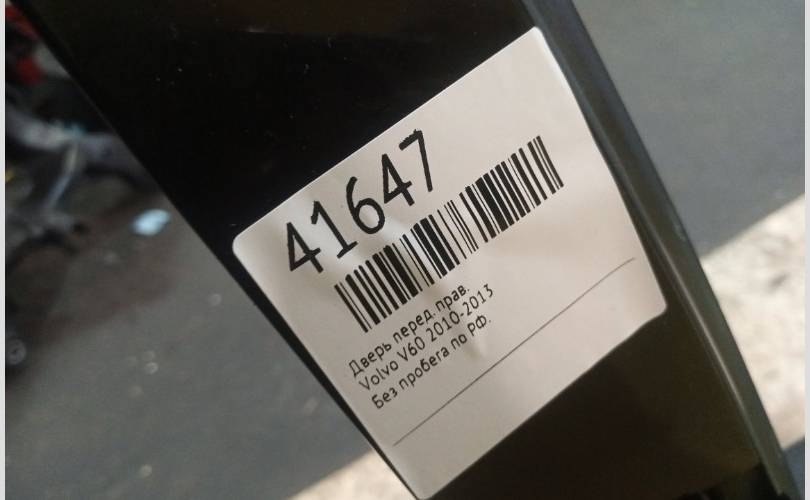 41647
Дверь перед. прав.
Volvo V60 2010-2013
Без пробега по РФ.